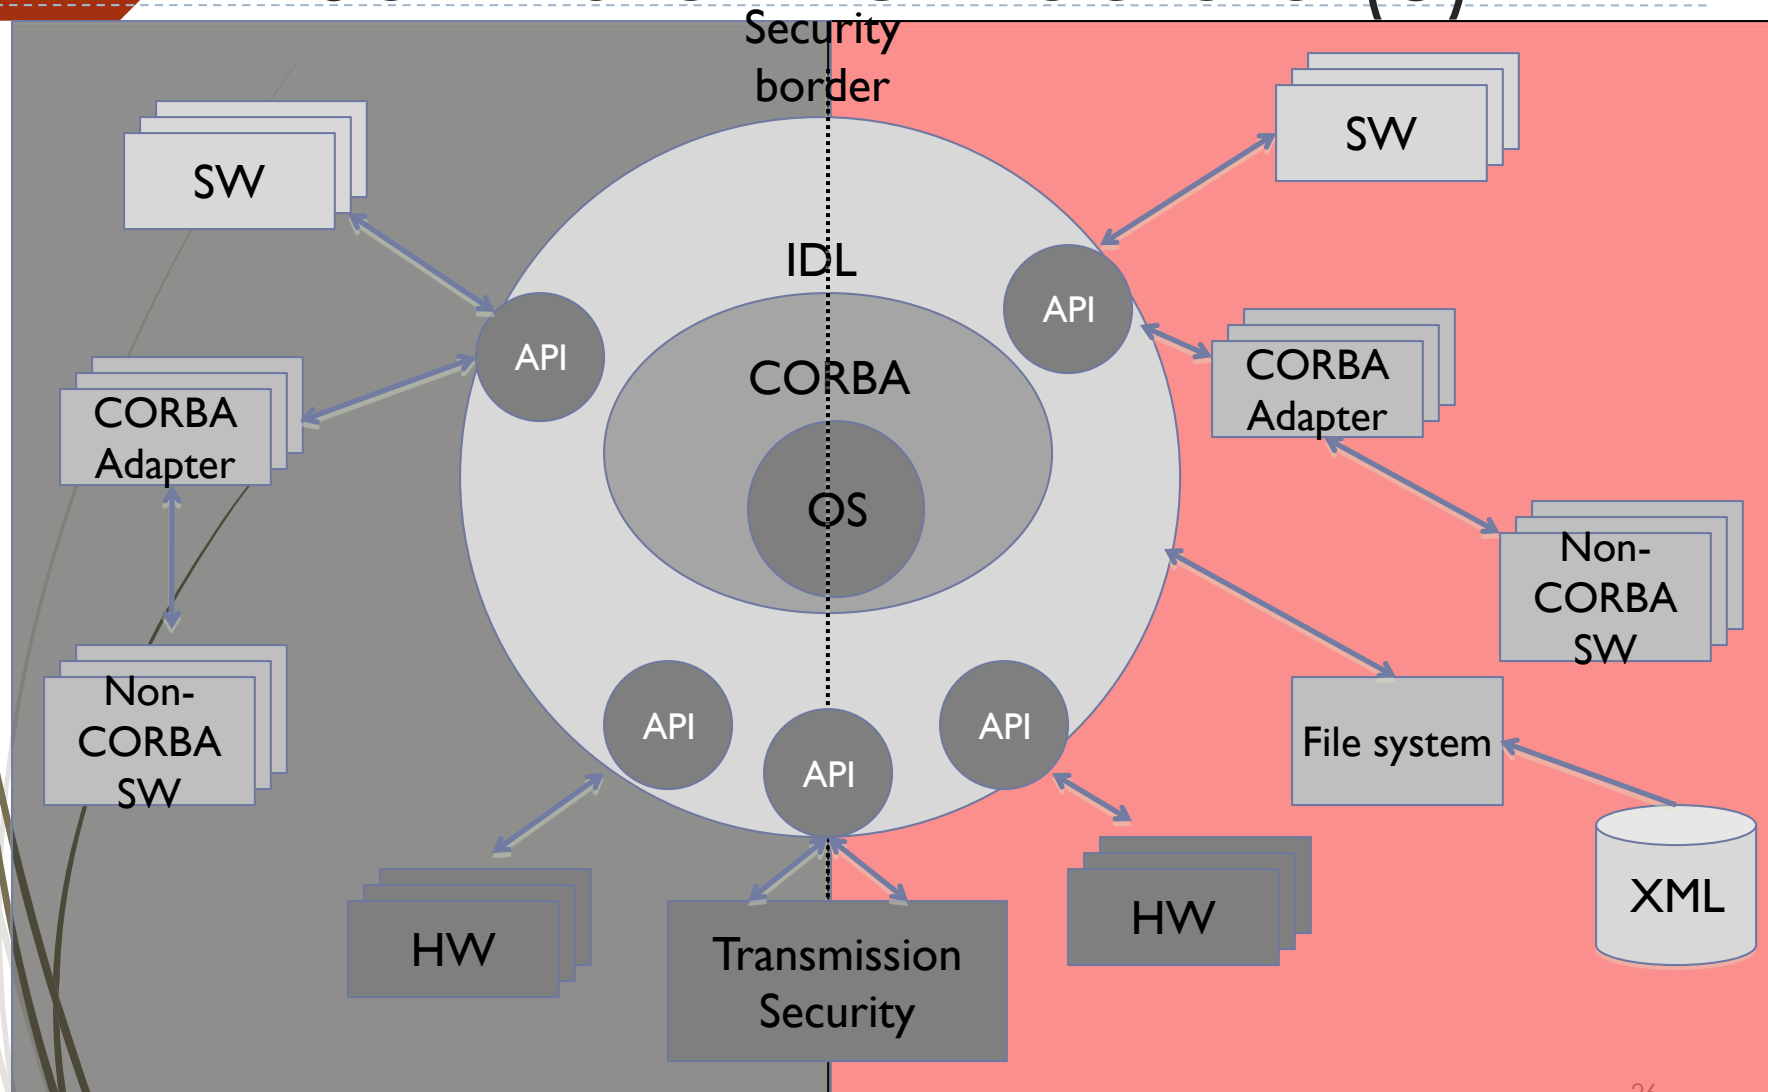 Security
border
SW
SW
IDL
API
API
CORBA
CORBA
Adapter
CORBA
Adapter
OS
Non-
CORBA
SW
Non-
CORBA
SW
API
API
API
File system
HW
Transmission
Security
HW
XML